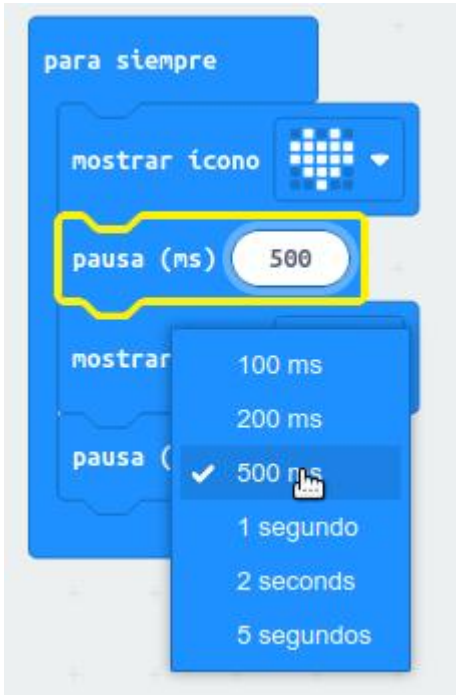 para siempre
mostrar ícono
pausa (ms) 500
mostrar
pausa (
100 ms
200 ms
500 ms
1 segundo
2 seconds
5 segundos